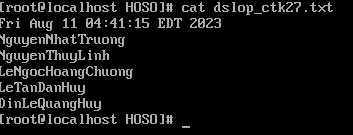 [root@localhost HOSO]# cat dslop_ctk27.txt
Fri Aug 11 04:41:15 EDT 2023
NguyenNhatTruong
NguyenThuyLinh
LeNgocHoangChuong
LeTanDanHuy
DinLeQuangHuy
[root@localhost HOSO]# _